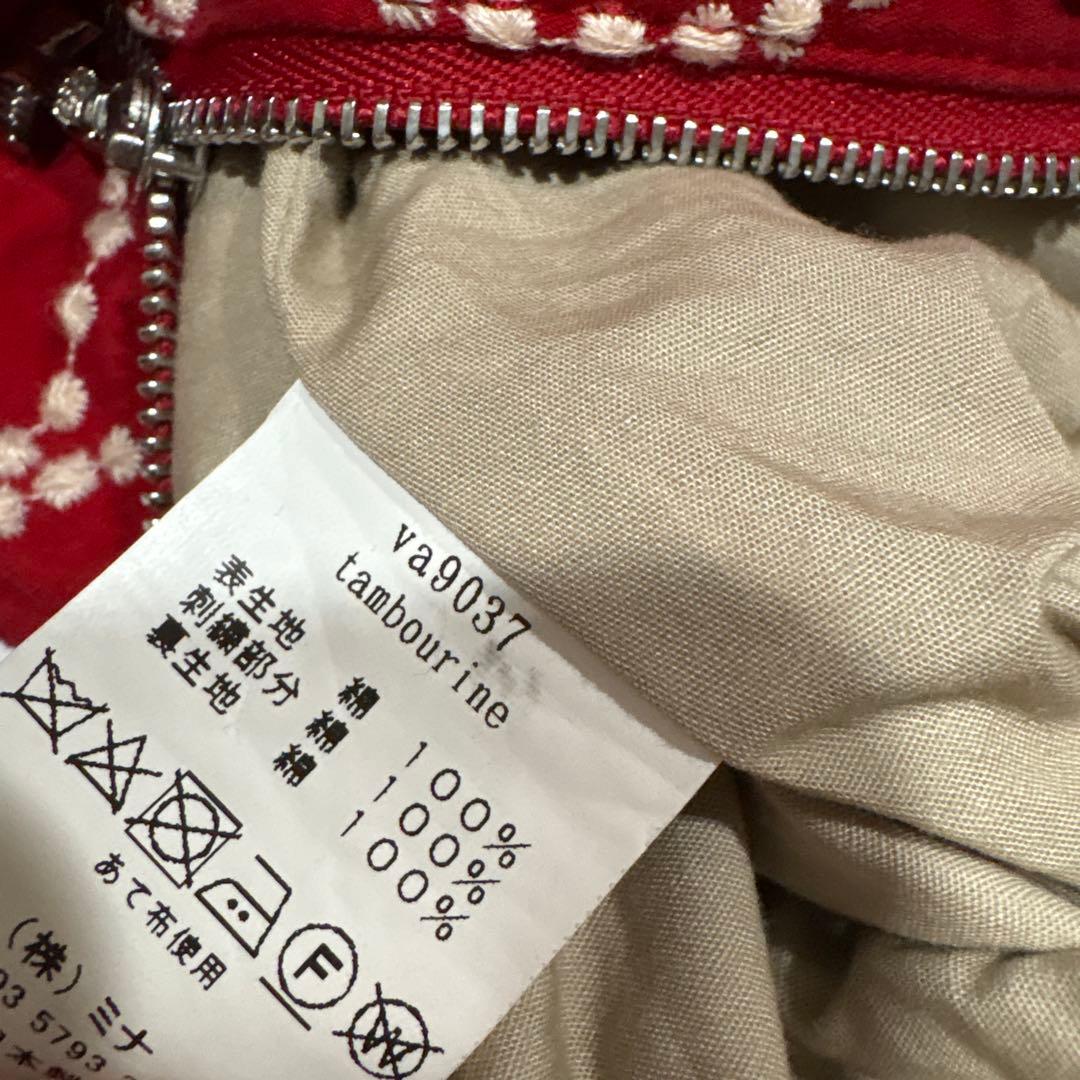 va9037
tambourine
表生地 綿 100%
刺繍部分 綿 100%
裏生地 綿 100%
F
W
あて布使用
(株)ミナ
03 5793